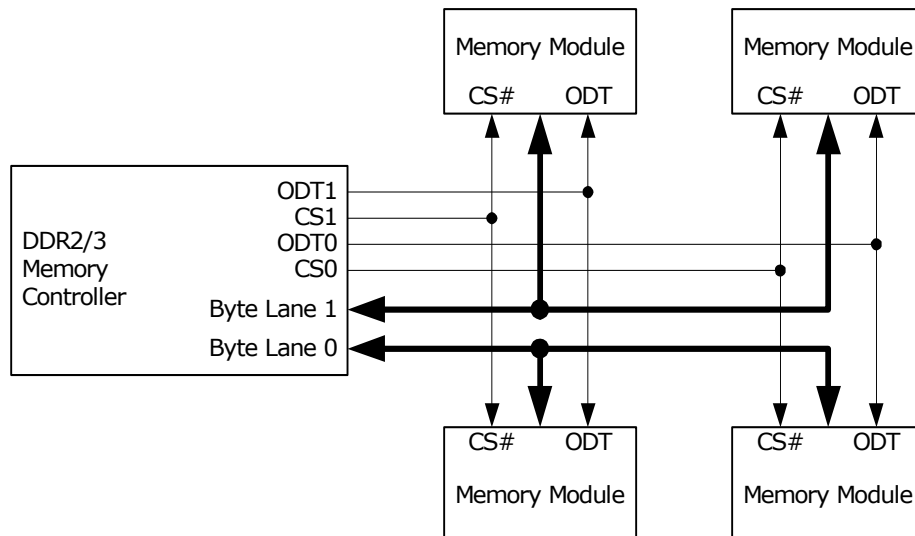 Memory Module
CS# ODT
Memory Module
CS# ODT
DDR2/3
Memory
Controller
ODT1
CS1
ODT0
CS0
Byte Lane 1
Byte Lane 0
CS# ODT
Memory Module
CS# ODT
Memory Module